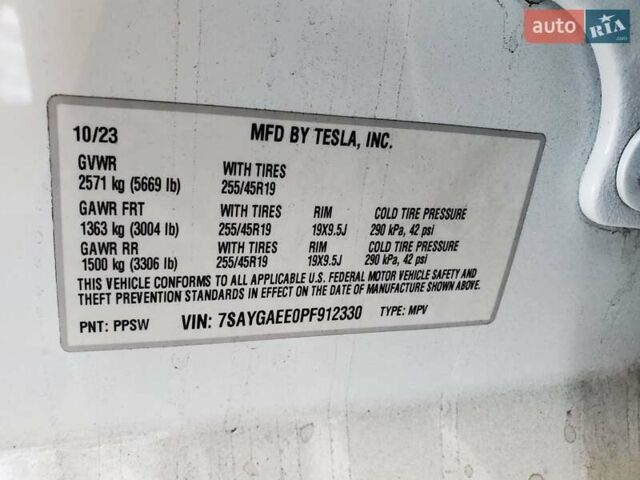 auto RIA.com
10/23 MFD BY TESLA, INC.
GVWR WITH TIRES
2571 kg (5669 lb) 255/45R19
GAWR FRT WITH TIRES RIM COLD TIRE PRESSURE
1363 kg (3004 lb) 255/45R19 19X9.5J 290 kPa, 42 psi
GAWR RR WITH TIRES RIM COLD TIRE PRESSURE
1500 kg (3306 lb) 255/45R19 19X9.5J 290 kPa, 42 psi
THIS VEHICLE CONFORMS TO ALL APPLICABLE U.S. FEDERAL MOTOR VEHICLE SAFETY AND
THEFT PREVENTION STANDARDS IN EFFECT ON THE DATE OF MANUFACTURE SHOWN ABOVE.
PNT: PPSW VIN: 7SAYGAEE0PF912330 TYPE: MPV